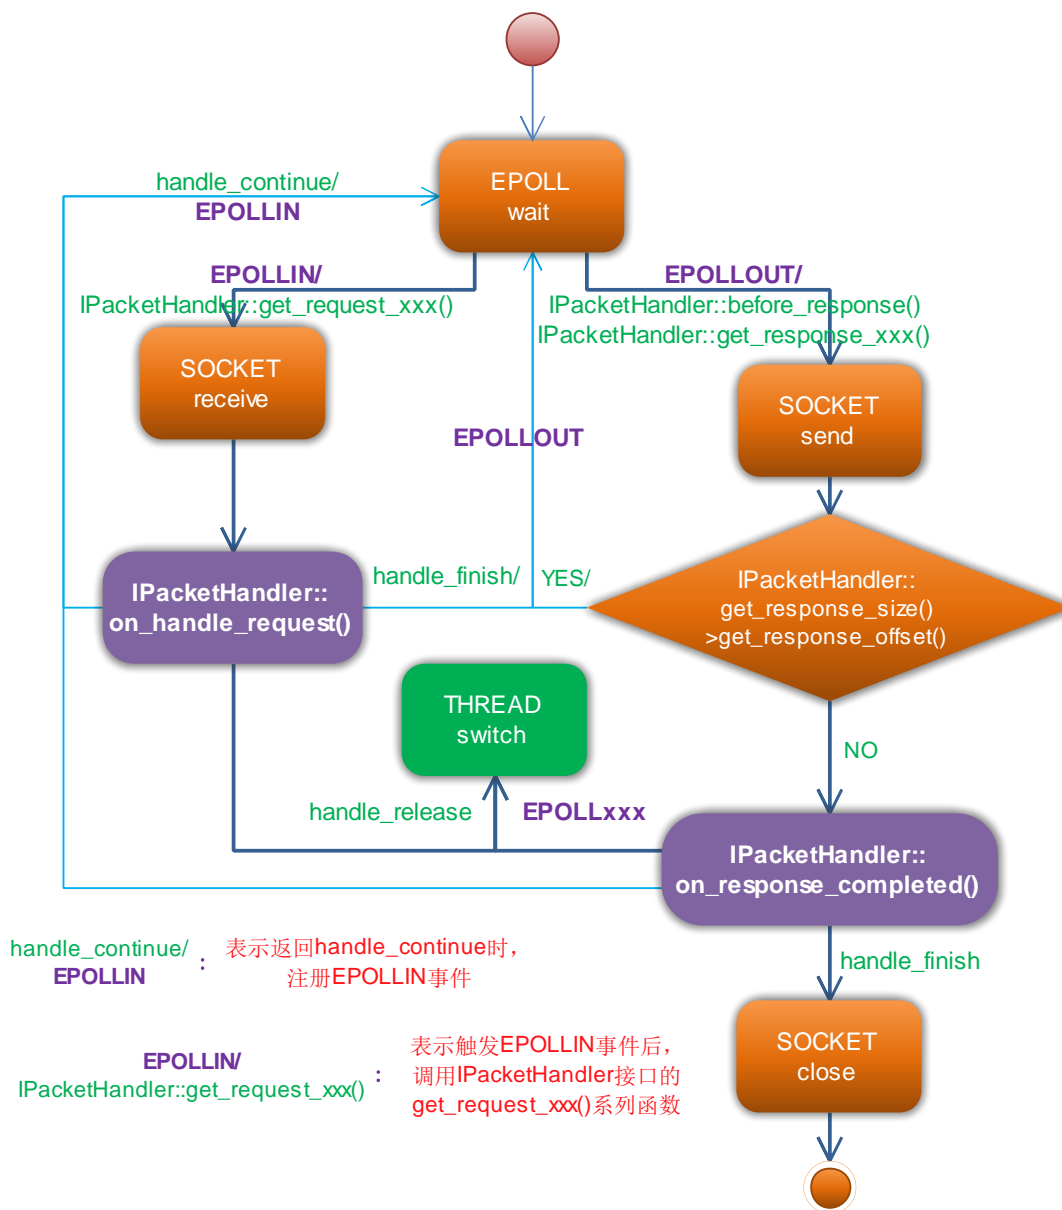 EPOLL
wait
handle_continue/
EPOLLIN
EPOLLIN/
IPacketHandler::get_request_xxx()
EPOLLOUT/
IPacketHandler::before_response()
IPacketHandler::get_response_xxx()
SOCKET
receive
SOCKET
send
EPOLLOUT
IPacketHandler::
on_handle_request()
handle_finish/
YES/
IPacketHandler::
get_response_size()
>get_response_offset()
THREAD
switch
NO
handle_release
EPOLLxxx
IPacketHandler::
on_response_completed()
handle_continue/
EPOLLIN
:
表示返回handle_continue时，
注册EPOLLIN事件
handle_finish
SOCKET
close
EPOLLIN/
IPacketHandler::get_request_xxx()
:
表示触发EPOLLIN事件后，
调用IPacketHandler接口的
get_request_xxx()系列函数